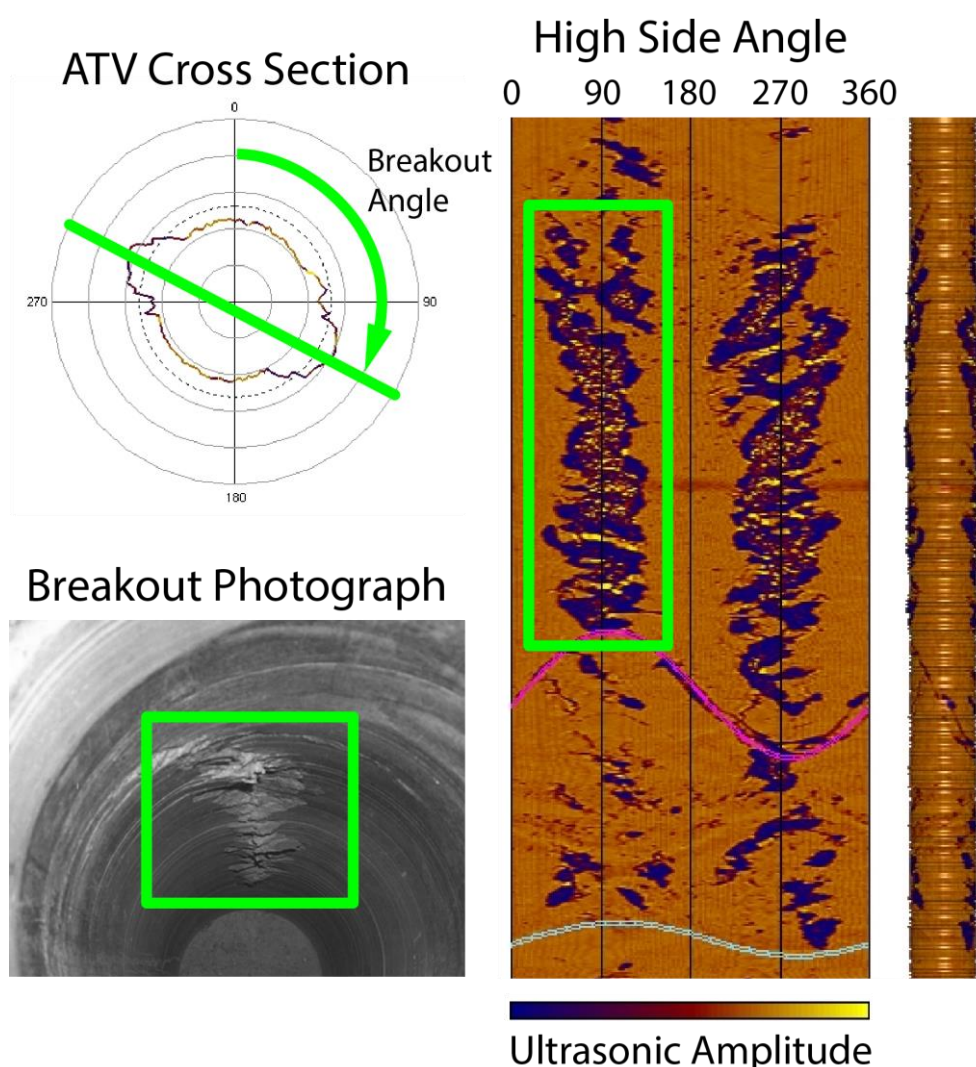 ATV Cross Section
0
Breakout
Angle
270
90
180
Breakout Photograph
High Side Angle
0 90 180 270 360
Ultrasonic Amplitude